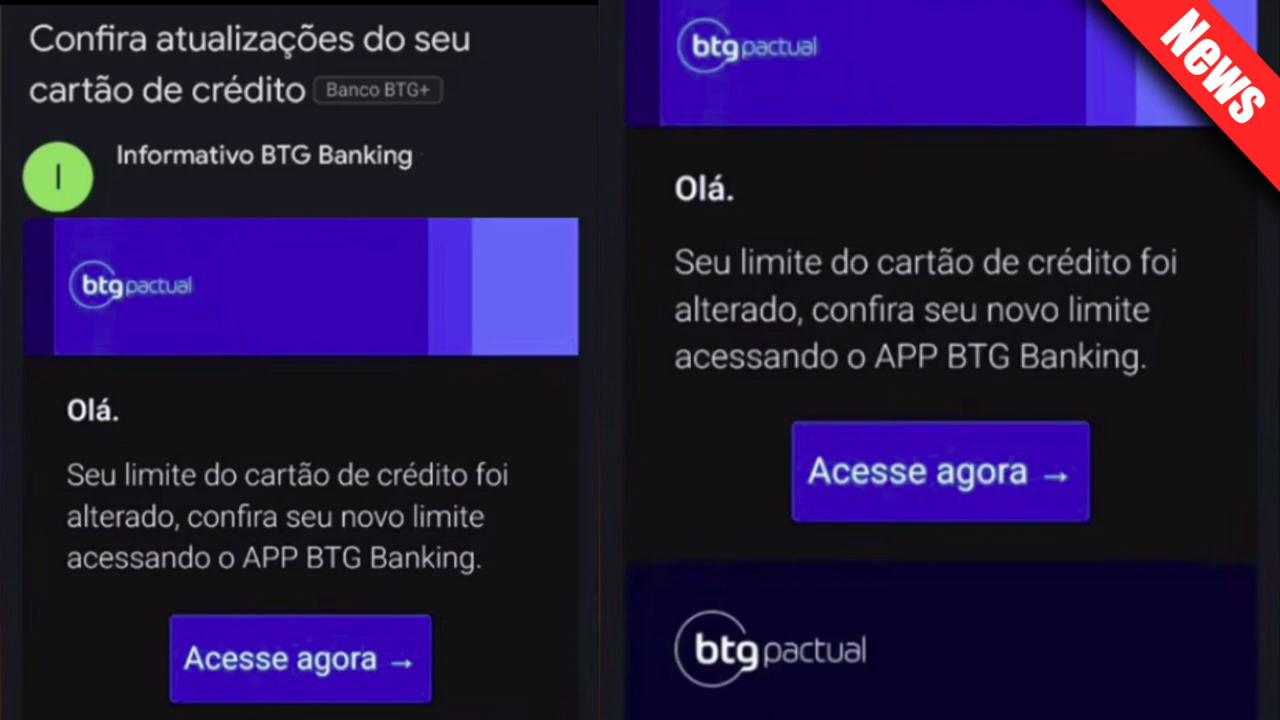 Confira atualizações do seu
cartão de crédito Banco BTG+
I
Informativo BTG Banking
btg pactual
Olá.
Seu limite do cartão de crédito foi
alterado, confira seu novo limite
acessando o APP BTG Banking.
Acesse agora →
btg pactual
Olá.
Seu limite do cartão de crédito foi
alterado, confira seu novo limite
acessando o APP BTG Banking.
Acesse agora →
btg pactual
News